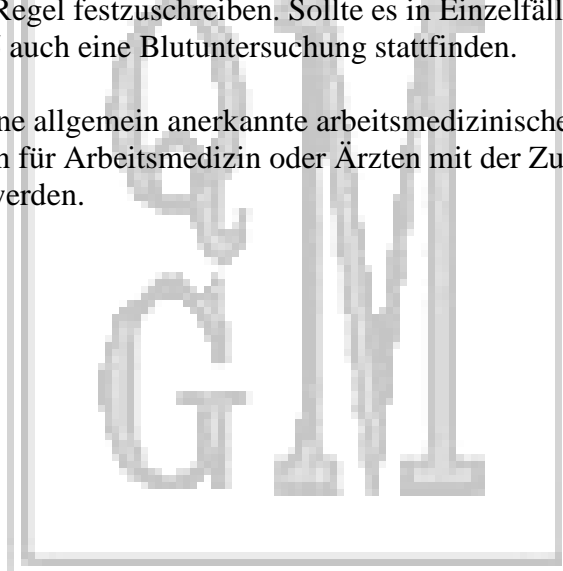 Regel festzuschreiben. Sollte es in Einzelfäll
auch eine Blutuntersuchung stattfinden.
ne allgemein anerkannte arbeitsmedizinische
n für Arbeitsmedizin oder Ärzten mit der Zu
werden.
Q M
G